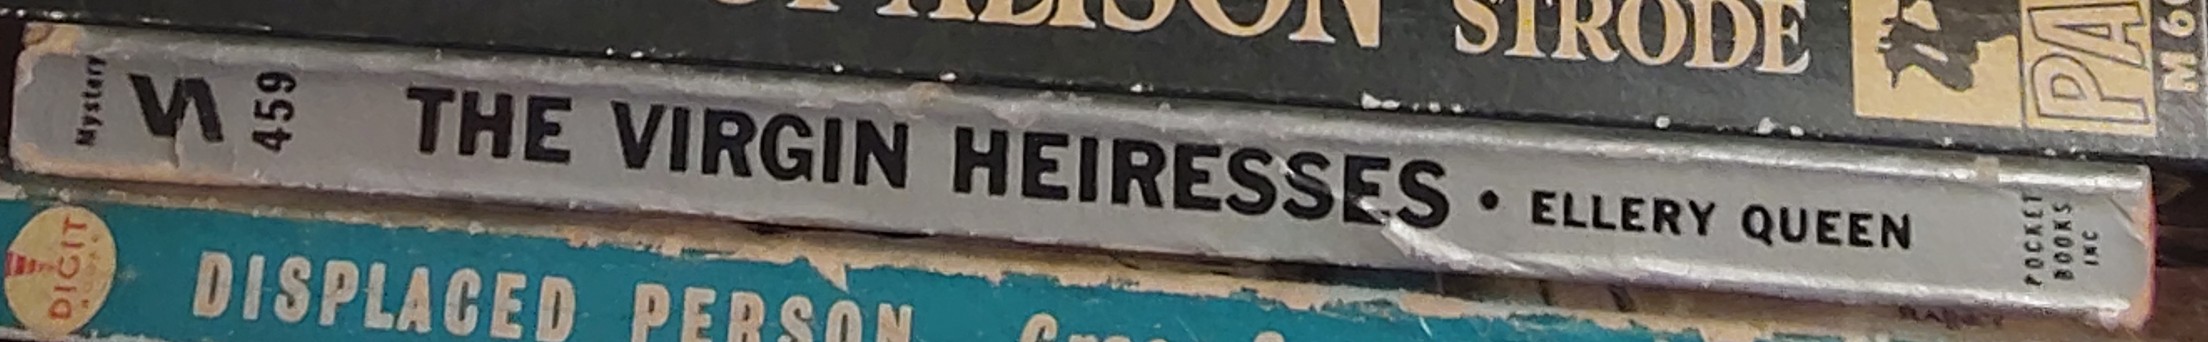 STRODE
PA
Mystery
459
THE VIRGIN HEIRESSES • ELLERY QUEEN
POCKET
BOOKS
INC
DIGIT
DISPLACED PERSON